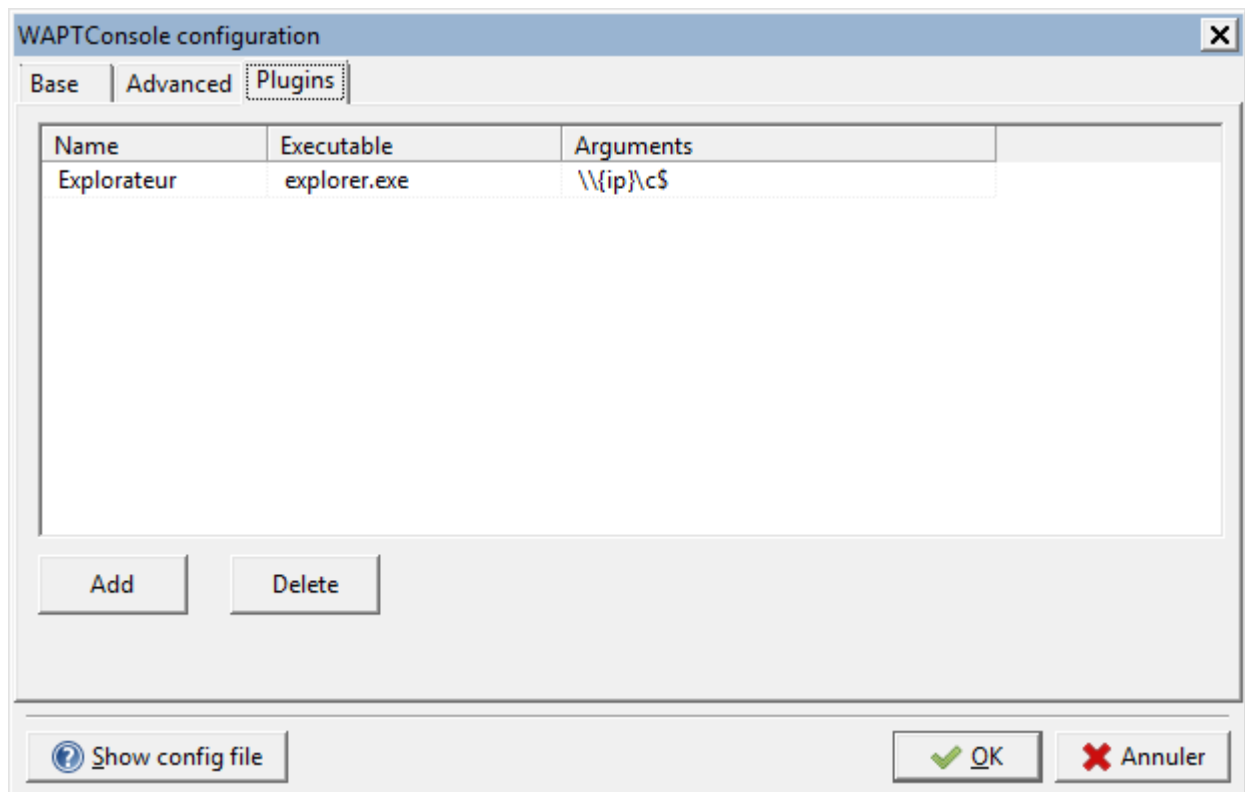 WAPTConsole configuration
Base Advanced Plugins
Name Executable Arguments
Explorateur explorer.exe \\{ip}\c$
Add Delete
Show config file OK Annuler